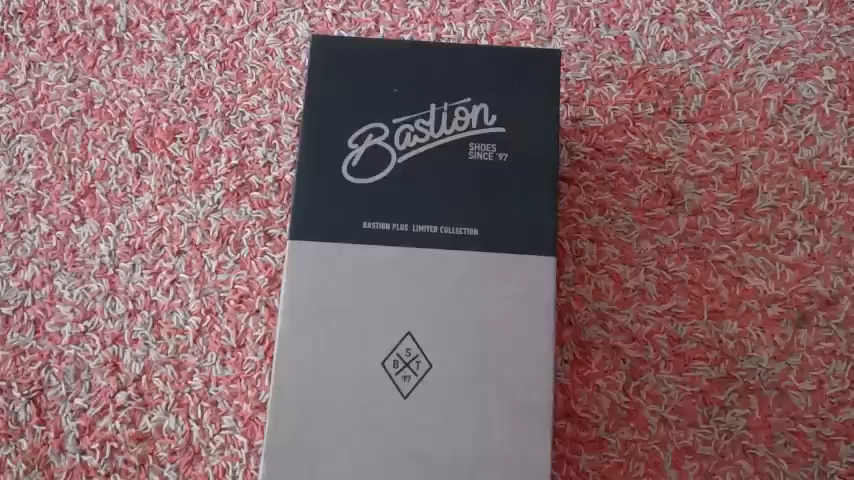 Bastion
SHOES
SINCE '97
BASTION PLUS LIMITED COLLECTION
S
B T
'97